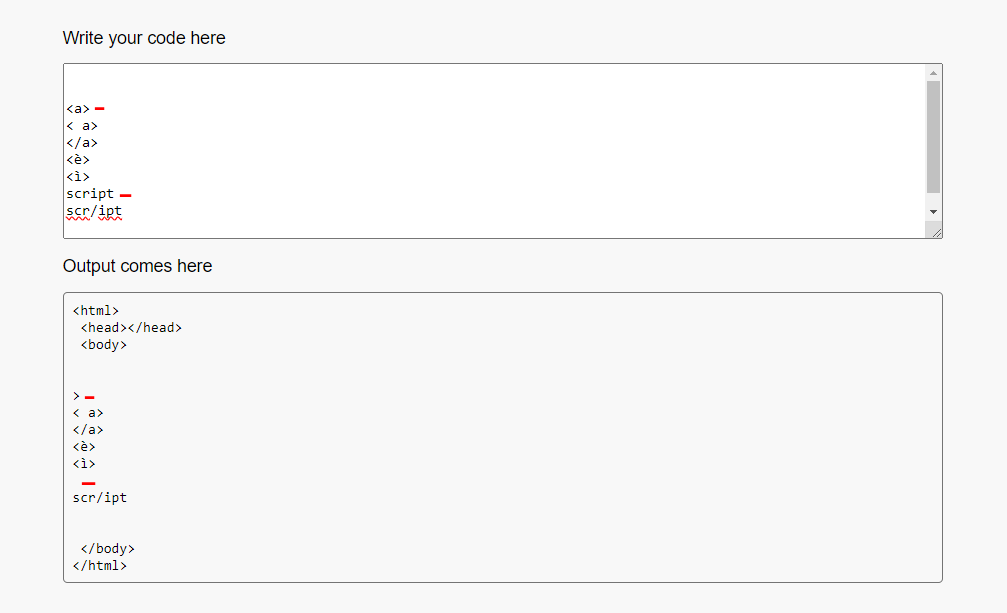 Write your code here
<a>
< a>
</a>
<è>
<ì>
script
scr/ipt
Output comes here
<html>
<head></head>
<body>
>
< a>
</a>
<è>
<ì>
scr/ipt
</body>
</html>